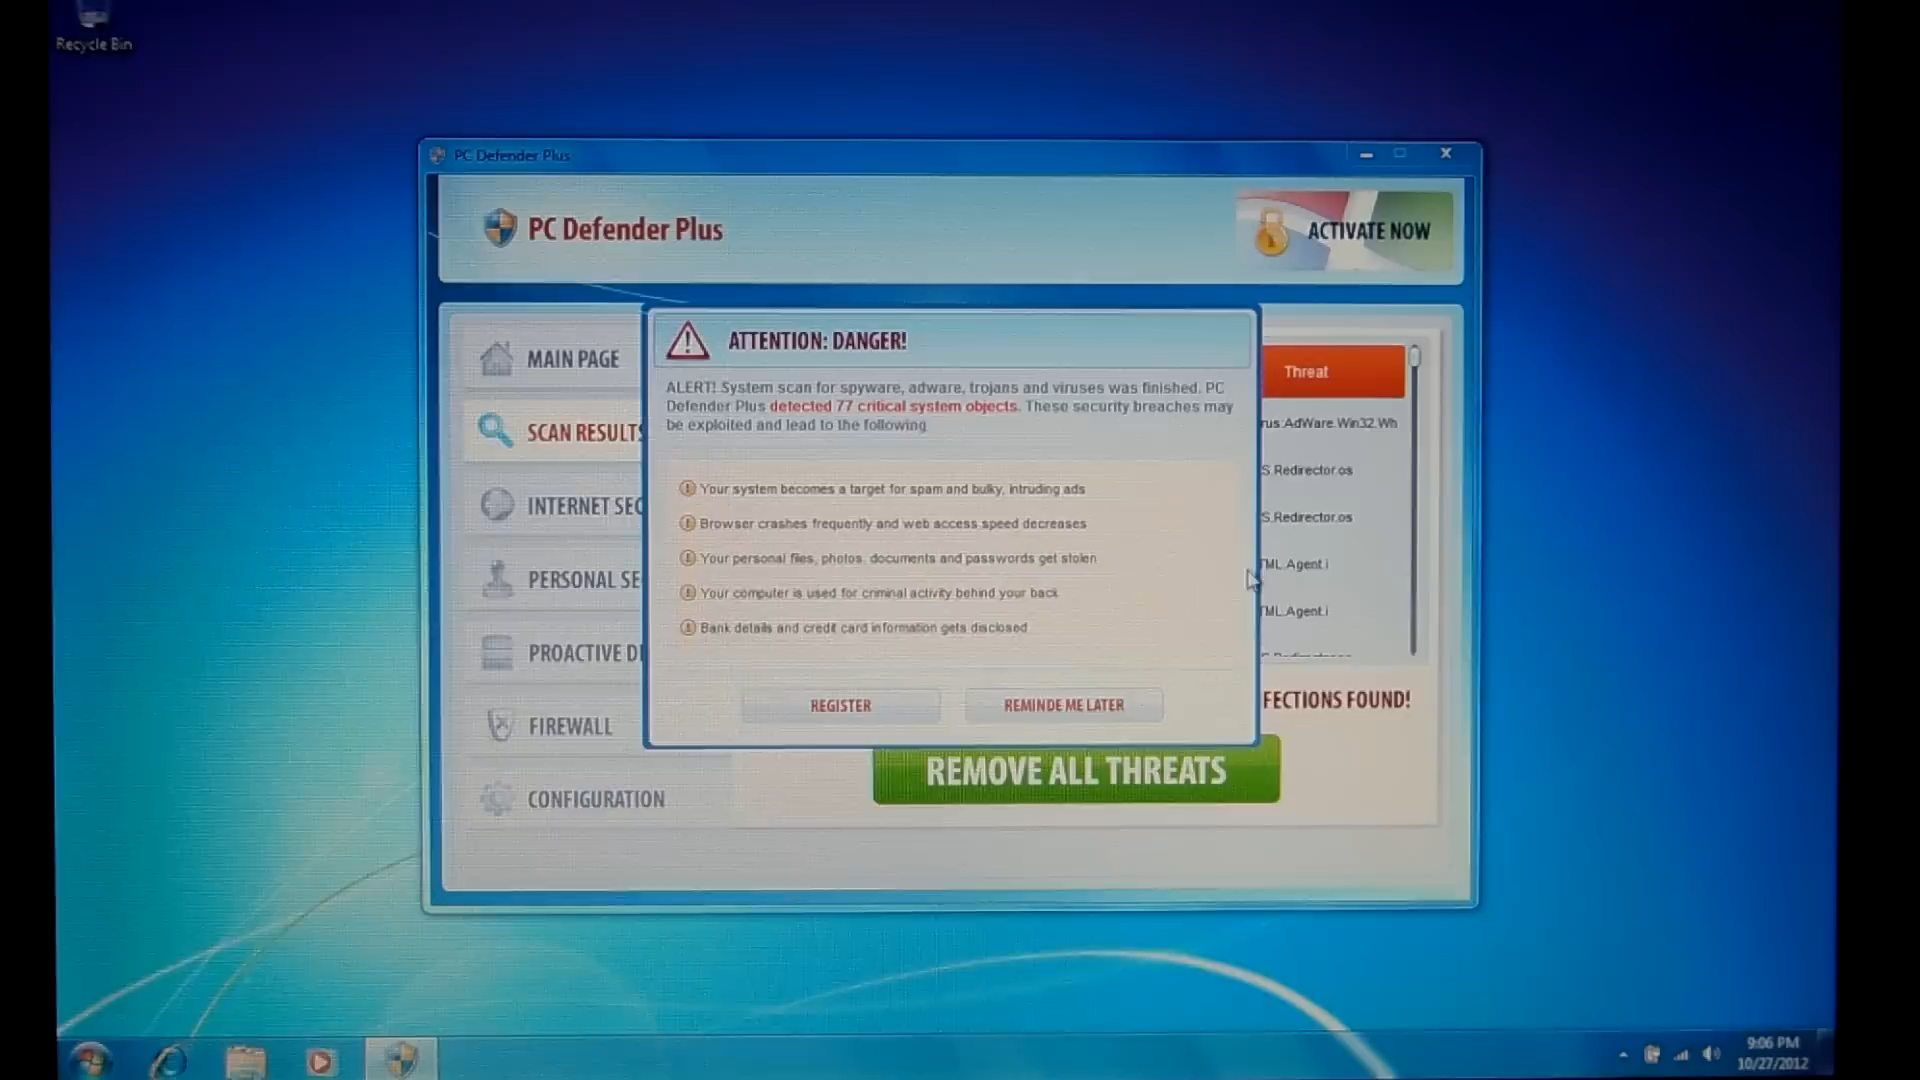 Recycle Bin
PC Defender Plus
PC Defender Plus
ACTIVATE NOW
MAIN PAGE
SCAN RESULTS
INTERNET SEC
PERSONAL SE
PROACTIVE D
FIREWALL
CONFIGURATION
ATTENTION: DANGER!
ALERT! System scan for spyware, adware, trojans and viruses was finished. PC
Defender Plus detected 77 critical system objects. These security breaches may
be exploited and lead to the following
Your system becomes a target for spam and bulky, intruding ads
Browser crashes frequently and web access speed decreases
Your personal files, photos, documents and passwords get stolen
Your computer is used for criminal activity behind your back
Bank details and credit card information gets disclosed
REGISTER
REMINDE ME LATER
Threat
rus.AdWare.Win32.Wh
S.Redirector.os
S.Redirector.os
TML.Agent.i
TML.Agent.i
FECTIONS FOUND!
REMOVE ALL THREATS
9:06 PM
10/27/2012